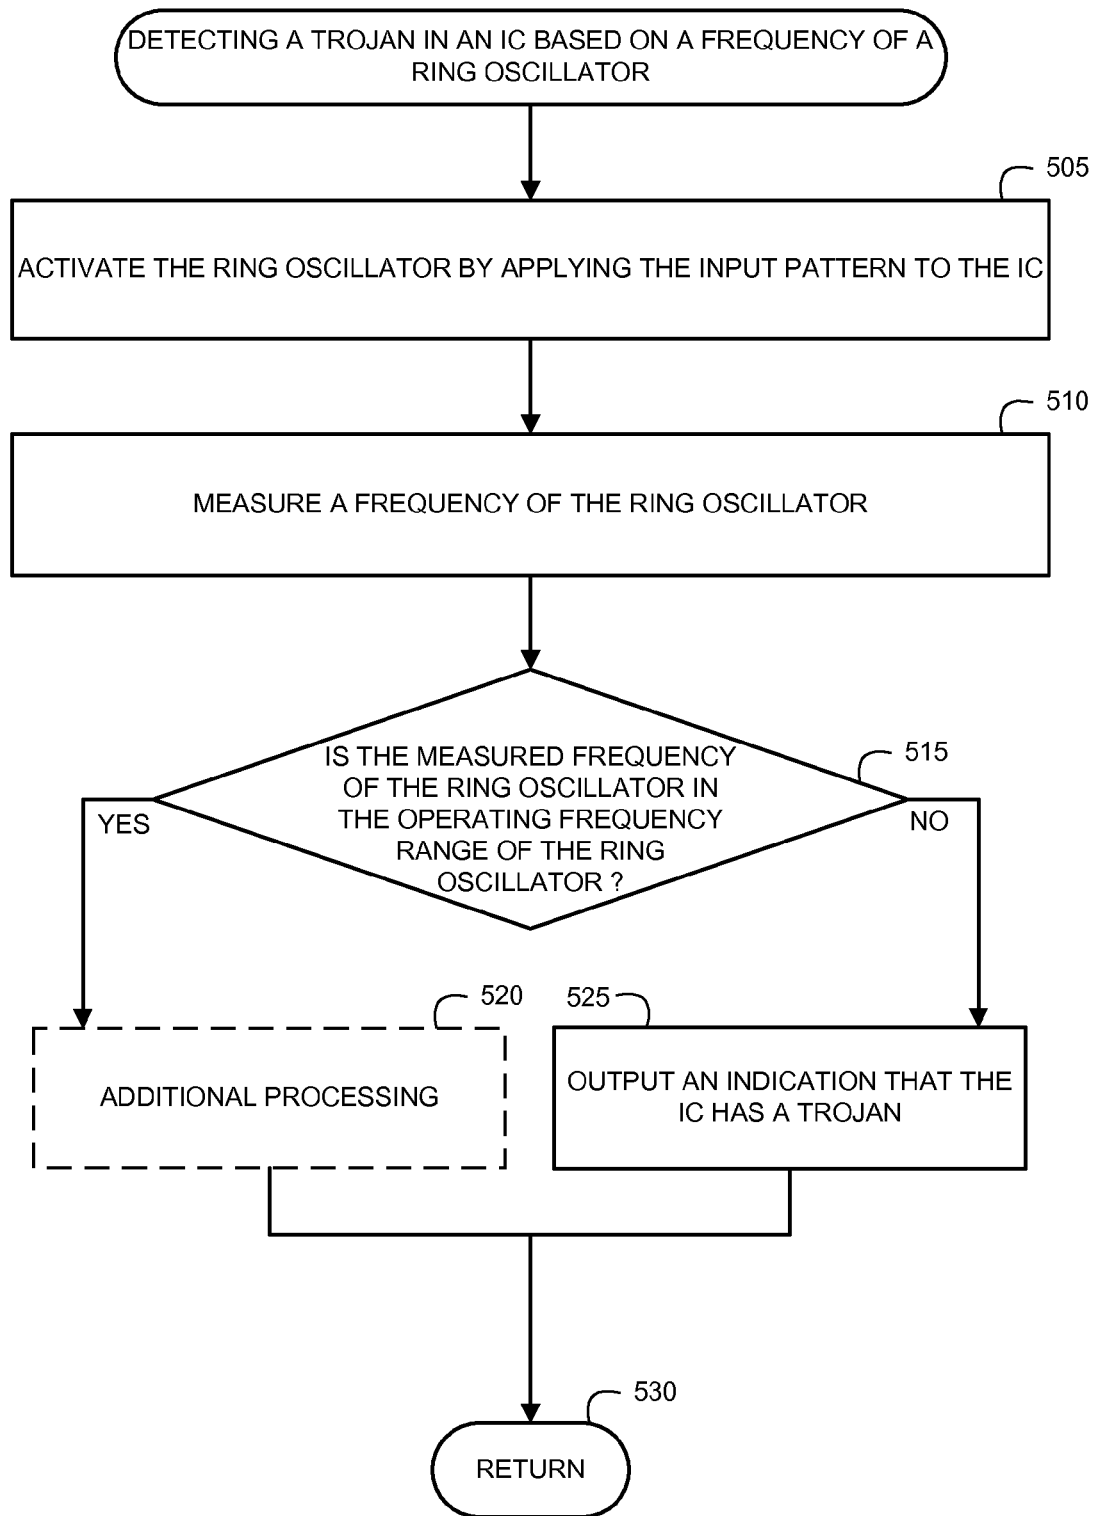 DETECTING A TROJAN IN AN IC BASED ON A FREQUENCY OF A
RING OSCILLATOR
505
ACTIVATE THE RING OSCILLATOR BY APPLYING THE INPUT PATTERN TO THE IC
510
MEASURE A FREQUENCY OF THE RING OSCILLATOR
IS THE MEASURED FREQUENCY
OF THE RING OSCILLATOR IN
THE OPERATING FREQUENCY
RANGE OF THE RING
OSCILLATOR ?
515
YES
NO
520
525
ADDITIONAL PROCESSING
OUTPUT AN INDICATION THAT THE
IC HAS A TROJAN
530
RETURN